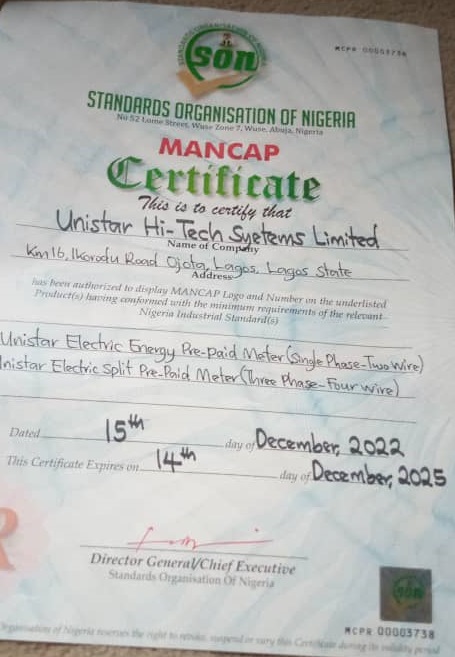 SON
MCPR 00003738
STANDARDS ORGANISATION OF NIGERIA
No 52 Lome Street, Wuse Zone 7, Wuse, Abuja, Nigeria
MANCAP
Certificate
This is to certify that
Unistar Hi-Tech Systems Limited
Name of Company
Km 16, Ikorodu Road Ojota, Lagos, Lagos State
Address
has been authorized to display MANCAP Logo and Number on the underlisted
Product(s) having conformed with the minimum requirements of the relevant
Nigeria Industrial Standard(s)
Unistar Electric Energy Pre-paid Meter (Single Phase-Two Wire)
nistar Electric Split Pre-Paid Meter (Three Phase-Four Wire)
Dated 15th day of December, 2022
This Certificate Expires on 14th day of December, 2025
Director General/Chief Executive
Standards Organisation Of Nigeria
R
SON
MCPR 00003738
Organisation of Nigeria reserves the right to revoke, suspend or vary this Certificate during its validity period